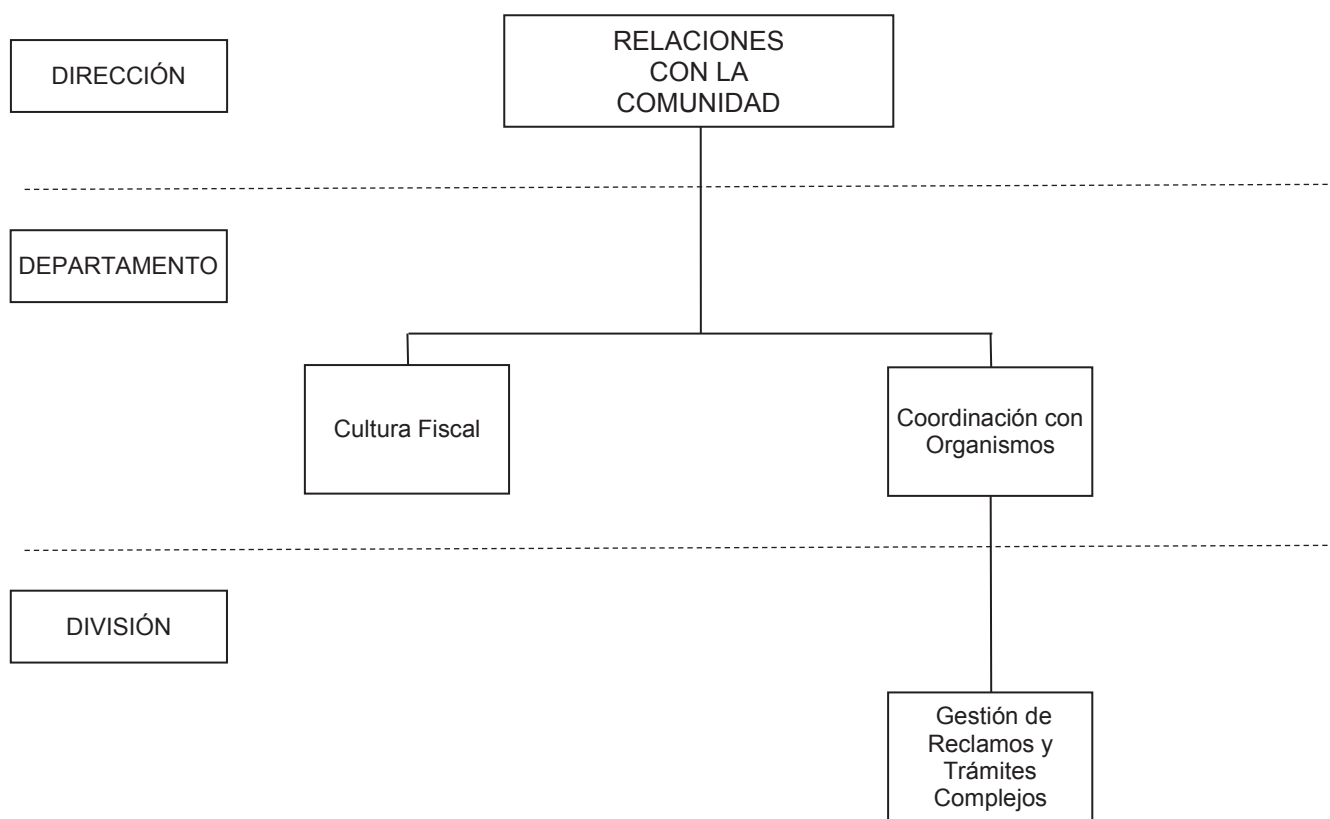 DIRECCIÓN
RELACIONES
CON LA
COMUNIDAD
DEPARTAMENTO
Cultura Fiscal
Coordinación con
Organismos
DIVISIÓN
Gestión de
Reclamos y
Trámites
Complejos